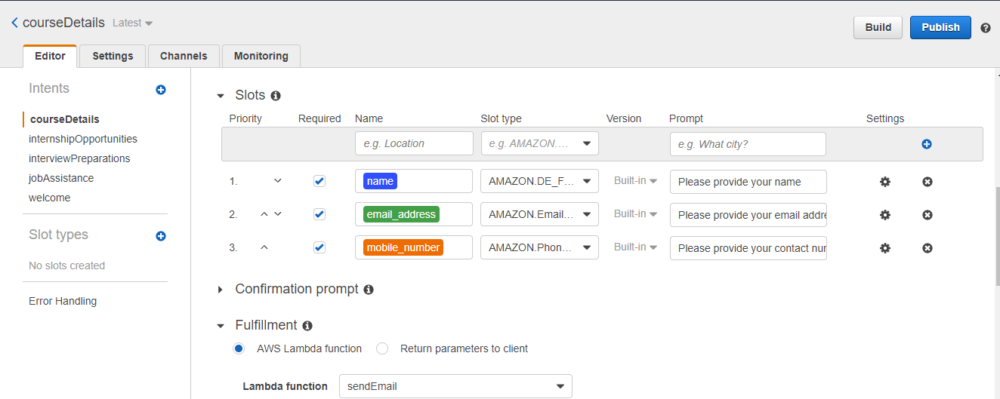 courseDetails Latest
Build Publish
Editor Settings Channels Monitoring
Intents
courseDetails
internshipOpportunities
interviewPreparations
jobAssistance
welcome
Slot types
No slots created
Error Handling
Slots
Priority Required Name Slot type Version Prompt Settings
e.g. Location e.g. AMAZON.... e.g. What city?
1. name AMAZON.DE_F... Built-in Please provide your name
2. email_address AMAZON.Email... Built-in Please provide your email addre
3. mobile_number AMAZON.Phon... Built-in Please provide your contact nur
Confirmation prompt
Fulfillment
AWS Lambda function Return parameters to client
Lambda function sendEmail